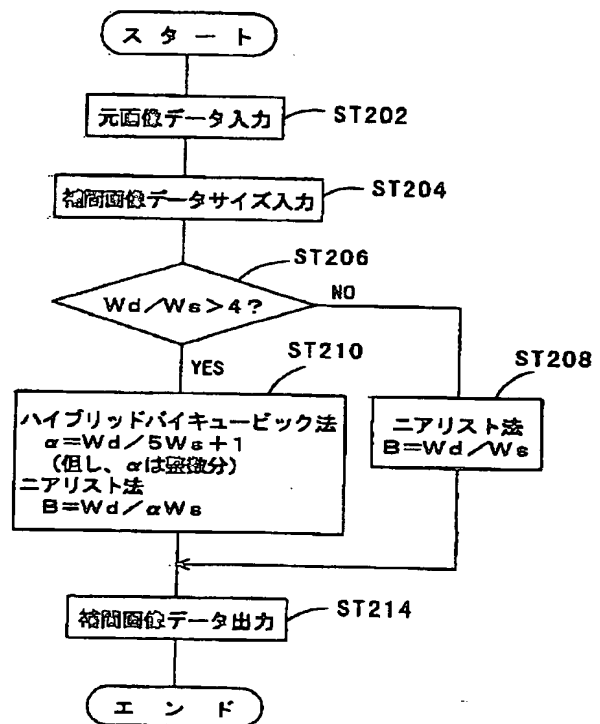 スタート
元画像データ入力
ST202
補間画像データサイズ入力
ST204
ST206
Wd/Ws>4?
NO
YES
ST210
ST208
ハイブリッドバイキュービック法
α=Wd/5Ws+1
(但し、αは整数分)
ニアリスト法
B=Wd/αWs
ニアリスト法
B=Wd/Ws
補間画像データ出力
ST214
エンド